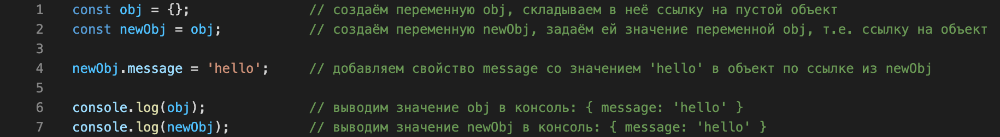 1 const obj = {}; // создаём переменную obj, складываем в неё ссылку на пустой объект
2 const newObj = obj; // создаём переменную newObj, задаём ей значение переменной obj, т.е. ссылку на объект
3
4 newObj.message = 'hello'; // добавляем свойство message со значением 'hello' в объект по ссылке из newObj
5
6 console.log(obj); // выводим значение obj в консоль: { message: 'hello' }
7 console.log(newObj); // выводим значение newObj в консоль: { message: 'hello' }